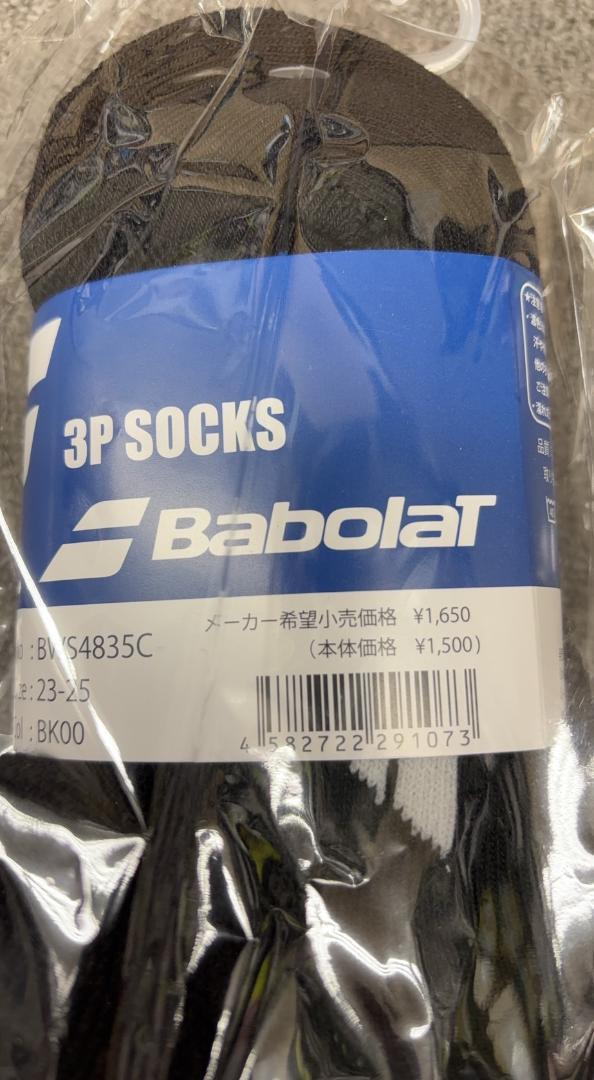 3P SOCKS
BabolaT
メーカー希望小売価格 ¥1,650
(本体価格 ¥1,500)
: BWS4835C
: 23-25
: BK00
4 582722 291073